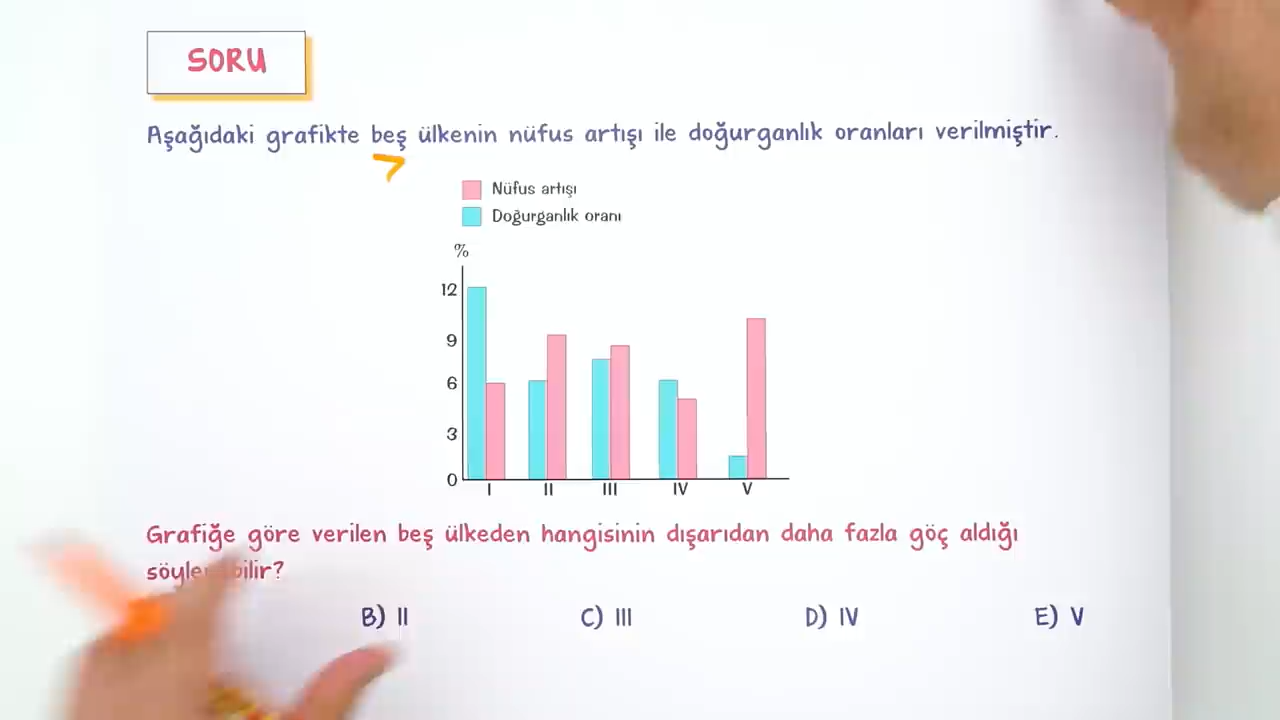 SORU
Aşağıdaki grafikte beş ülkenin nüfus artışı ile doğurganlık oranları verilmiştir.
Nüfus artışı
Doğurganlık oranı
%
12
9
6
3
0
I II III IV V
Grafiğe göre verilen beş ülkeden hangisinin dışarıdan daha fazla göç aldığı
B) II C) III D) IV E) V